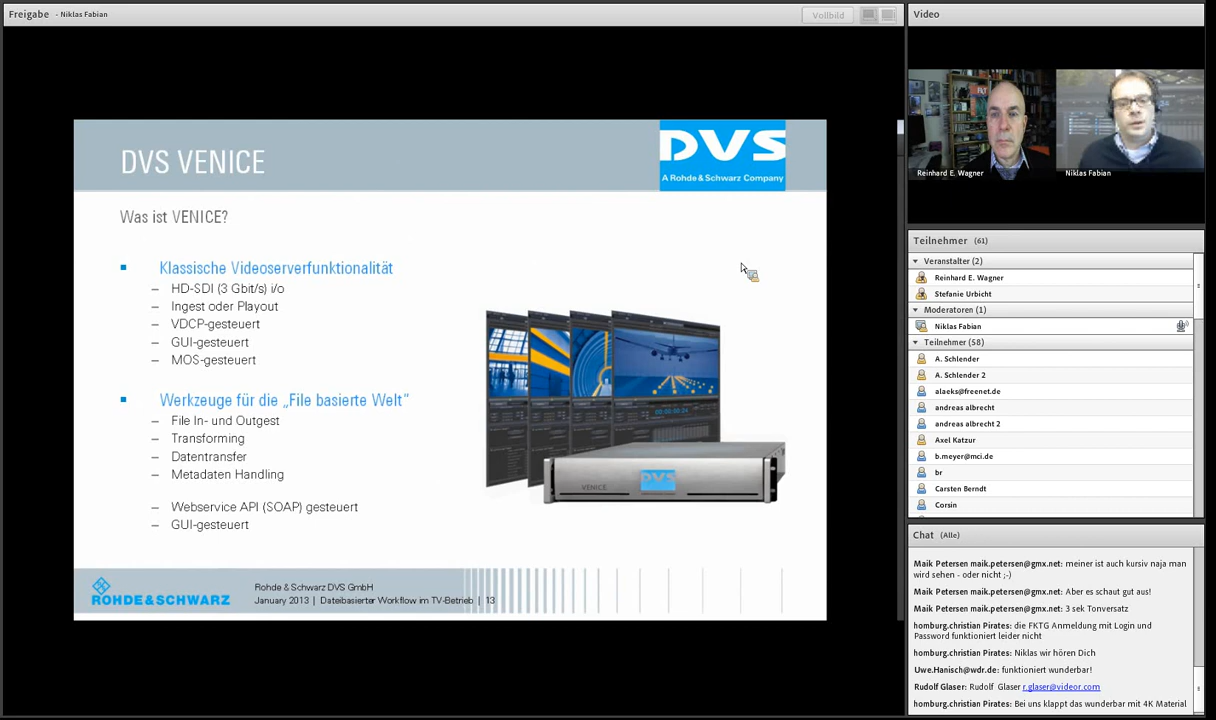 Freigabe - Niklas Fabian
Vollbild
DVS VENICE
DVS
A Rohde & Schwarz Company
Was ist VENICE?
Klassische Videoserverfunktionalität
– HD-SDI (3 Gbit/s) i/o
– Ingest oder Playout
– VDCP-gesteuert
– GUI-gesteuert
– MOS-gesteuert
Werkzeuge für die „File basierte Welt“
– File In- und Outgest
– Transforming
– Datentransfer
– Metadaten Handling
– Webservice API (SOAP) gesteuert
– GUI-gesteuert
VENICE
DVS
ROHDE & SCHWARZ
Rohde & Schwarz DVS GmbH
January 2013 | Dateibasierter Workflow im TV-Betrieb | 13
Video
Reinhard E. Wagner
Niklas Fabian
Teilnehmer (61)
Veranstalter (2)
Reinhard E. Wagner
Stefanie Urbicht
Moderatoren (1)
Niklas Fabian
Teilnehmer (58)
A. Schlender
A. Schlender 2
alaeks@freenet.de
andreas albrecht
andreas albrecht 2
Axel Katzur
b.meyer@mci.de
br
Carsten Berndt
Corsin
Chat (Alle)
Maik Petersen maik.petersen@gmx.net: meiner ist auch kursiv naja man
wird sehen - oder nicht ;-)
Maik Petersen maik.petersen@gmx.net: Aber es schaut gut aus!
Maik Petersen maik.petersen@gmx.net: 3 sek Tonversatz
homburg.christian Pirates: die FKTG Anmeldung mit Login und
Password funktioniert leider nicht
homburg.christian Pirates: Niklas wir hören Dich
Uwe.Hanisch@wdr.de: funktioniert wunderbar!
Rudolf Glaser: Rudolf Glaser r.glaser@videor.com
homburg.christian Pirates: Bei uns klappt das wunderbar mit 4K Material